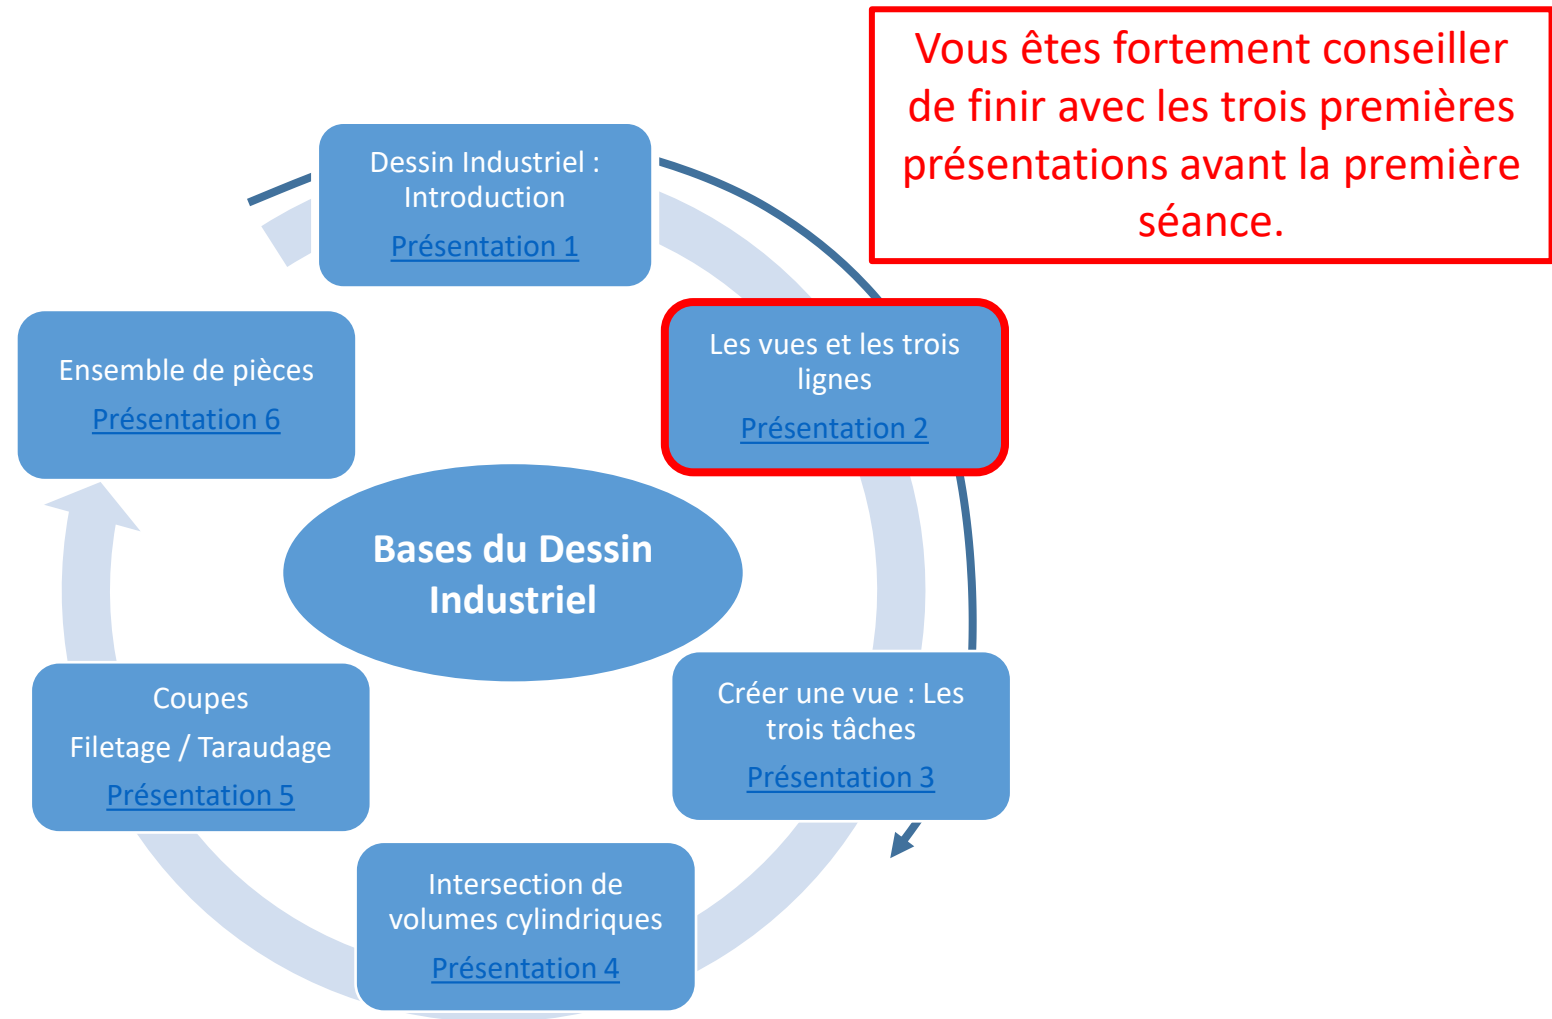 Vous êtes fortement conseiller
de finir avec les trois premières
présentations avant la première
séance.
Dessin Industriel :
Introduction
Présentation 1
Les vues et les trois
lignes
Présentation 2
Créer une vue : Les
trois tâches
Présentation 3
Intersection de
volumes cylindriques
Présentation 4
Coupes
Filetage / Taraudage
Présentation 5
Ensemble de pièces
Présentation 6
Bases du Dessin
Industriel